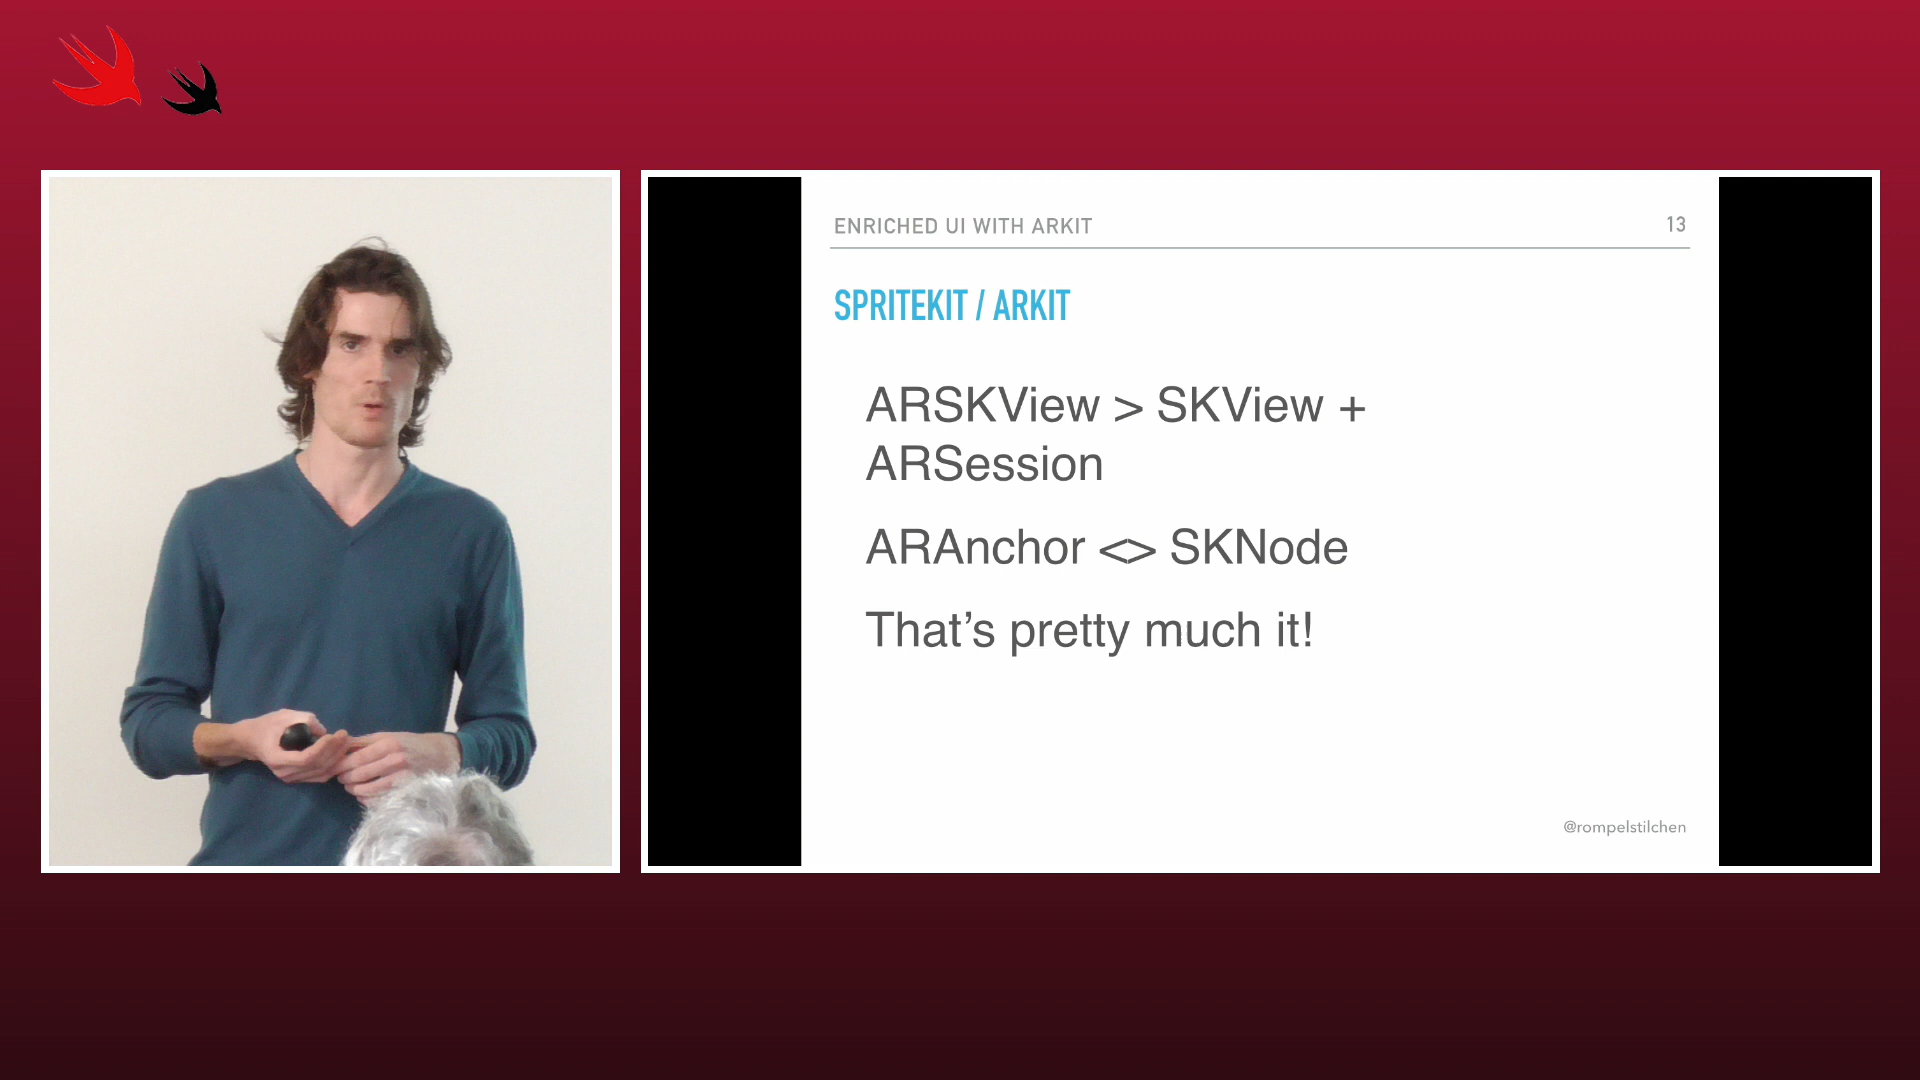 ENRICHED UI WITH ARKIT
13
SPRITEKIT / ARKIT
ARSKView > SKView +
ARSession
ARAnchor <> SKNode
That’s pretty much it!
@rompelstilchen